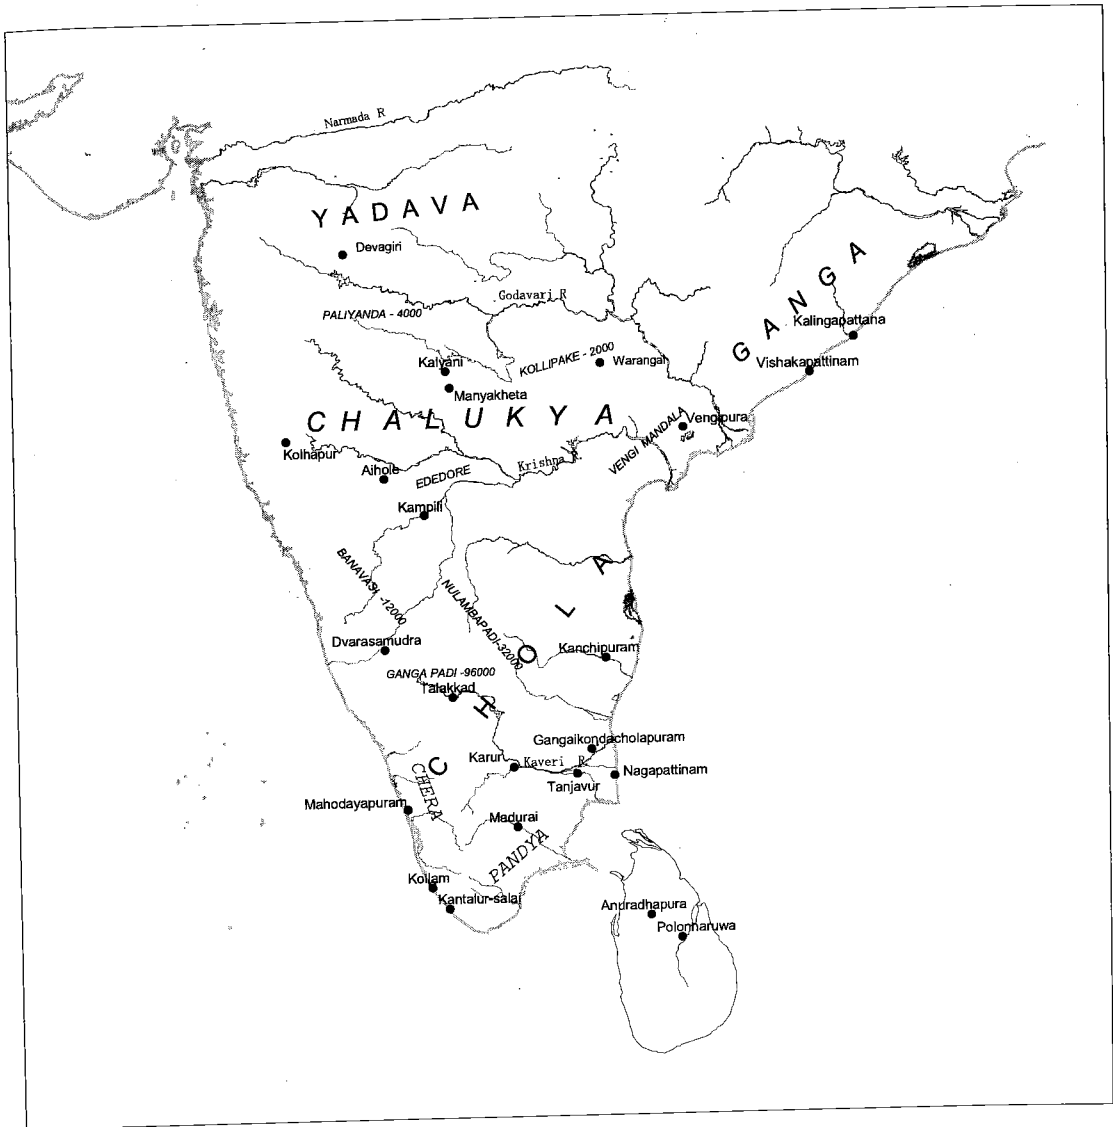 Narmada R
YADAVA
Devagiri
Godavari R
PALIYANDA - 4000
GANGA
Kalingapattana
Vishakapattinam
KOLLIPAKE - 2000
Warangal
Kalyani
Manyakheta
CHALUKYA
Vengipura
VENGI MANDALA
Kolhapur
Aihole
EDEDORE
Krishna R.
Kampili
BANAVASI -12000
NULAMBAPADI-32000
CHOLA
Dvarasamudra
Kanchipuram
GANGA PADI -96000
Talakkad
Gangaikondacholapuram
Karur
Kaveri R
Nagapattinam
Tanjavur
CHERA
Mahodayapuram
Madurai
PANDYA
Kollam
Kantalur-salai
Anuradhapura
Polonnaruwa